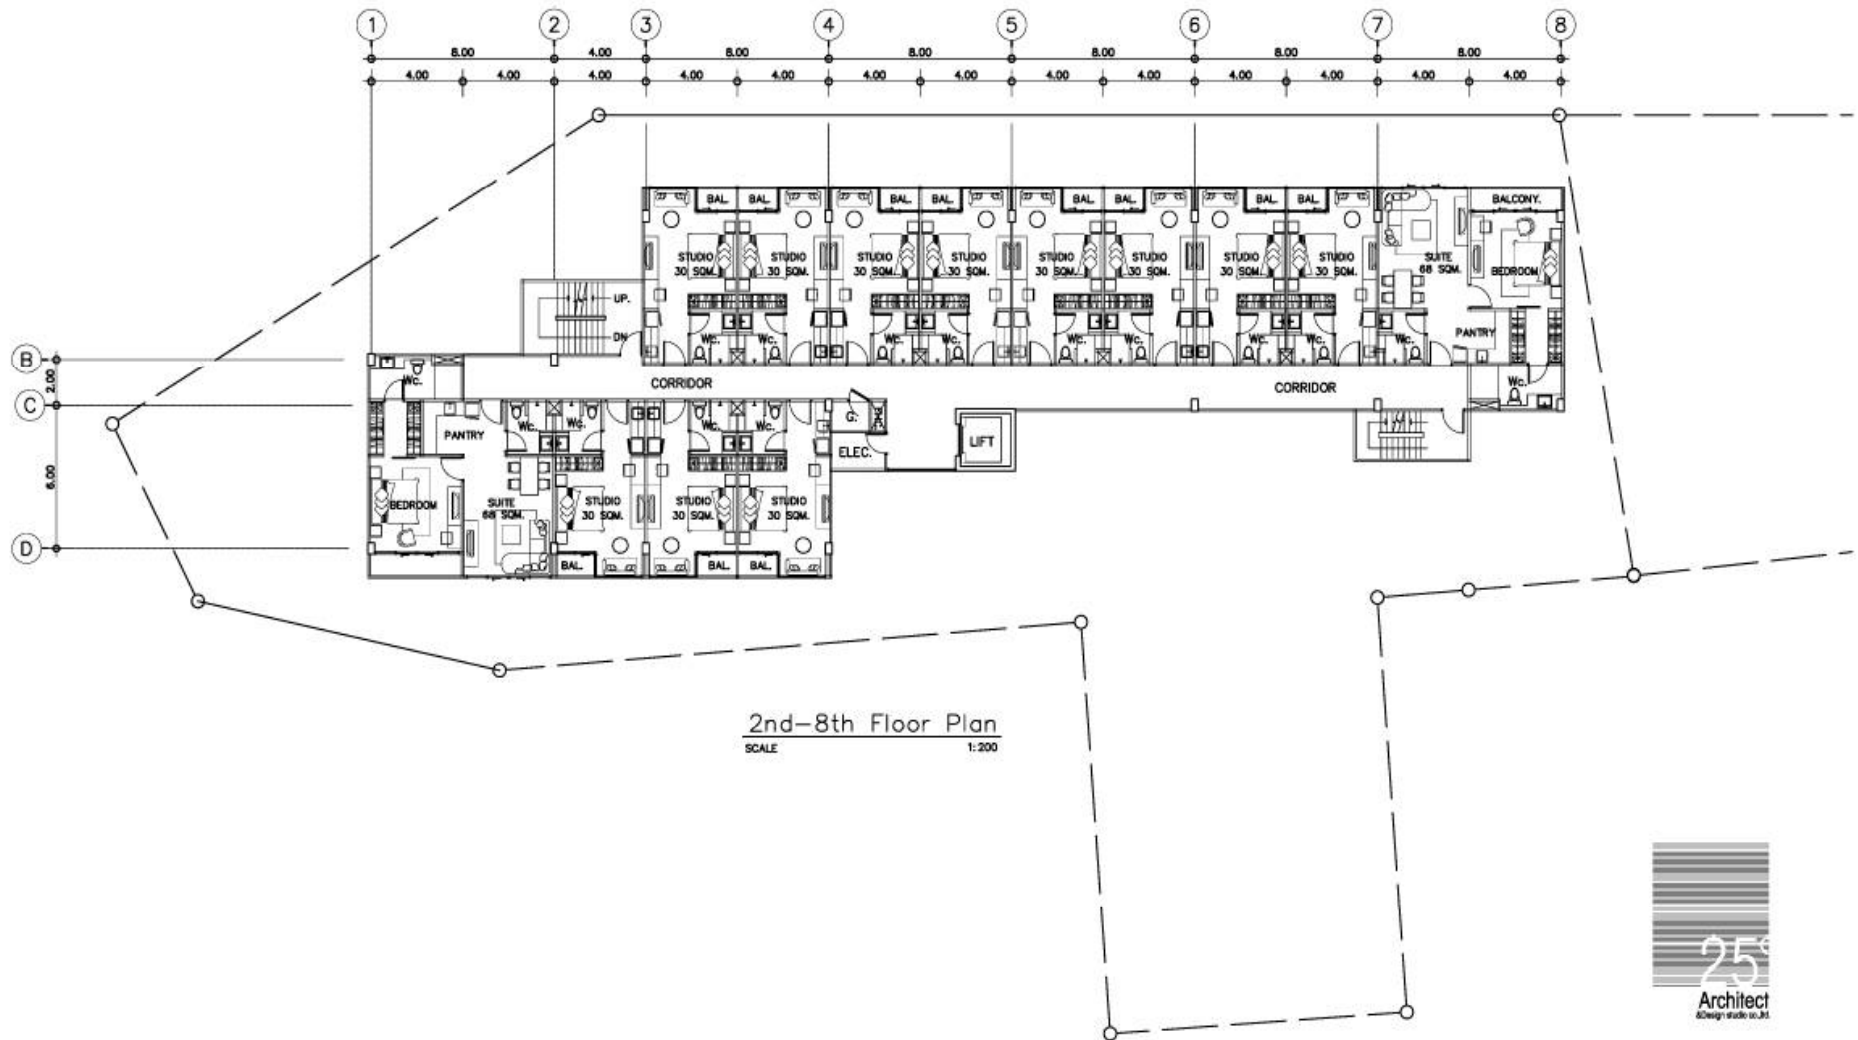 1 2 3 4 5 6 7 8
8.00 4.00 8.00 8.00 8.00 8.00 8.00
4.00 4.00 4.00 4.00 4.00 4.00 4.00 4.00 4.00 4.00 4.00 4.00 4.00
BAL. BAL. BAL. BAL. BAL. BAL. BAL. BAL. BALCONY.
STUDIO STUDIO STUDIO STUDIO STUDIO STUDIO STUDIO STUDIO SUITE
30 SQM. 30 SQM. 30 SQM. 30 SQM. 30 SQM. 30 SQM. 30 SQM. 30 SQM. 68 SQM. BEDROOM
UP.
DN
PANTRY
Wc. Wc. Wc. Wc. Wc. Wc. Wc. Wc. Wc.
B
2.00
Wc. CORRIDOR CORRIDOR Wc.
C
G.
PANTRY Wc. Wc. Wc. Wc. LIFT
ELEC.
6.00
BEDROOM SUITE STUDIO STUDIO STUDIO
68 SQM. 30 SQM. 30 SQM. 30 SQM.
D
BAL. BAL. BAL.
2nd-8th Floor Plan
SCALE 1:200
25°
Architect
&Design studio co.,ltd.